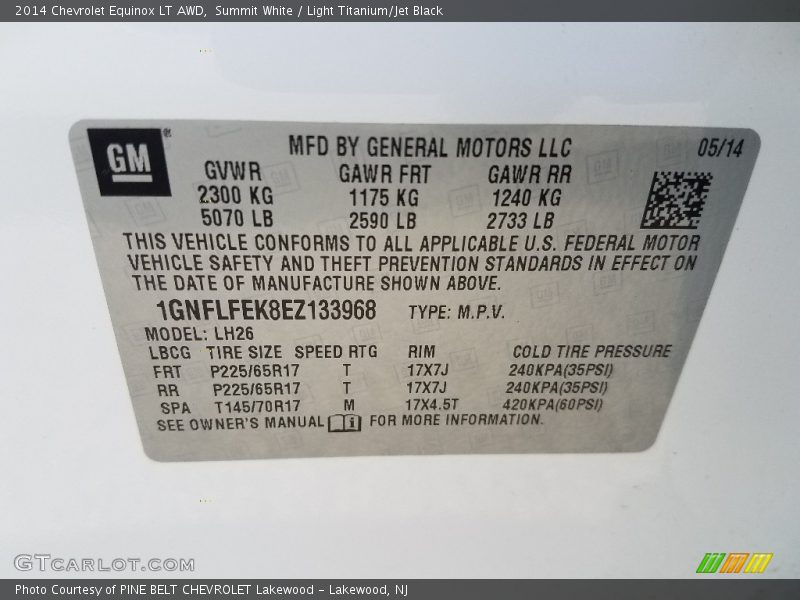 2014 Chevrolet Equinox LT AWD, Summit White / Light Titanium/Jet Black
GM®
MFD BY GENERAL MOTORS LLC 05/14
GVWR GAWR FRT GAWR RR
2300 KG 1175 KG 1240 KG
5070 LB 2590 LB 2733 LB
THIS VEHICLE CONFORMS TO ALL APPLICABLE U.S. FEDERAL MOTOR
VEHICLE SAFETY AND THEFT PREVENTION STANDARDS IN EFFECT ON
THE DATE OF MANUFACTURE SHOWN ABOVE.
1GNFLFEK8EZ133968 TYPE: M.P.V.
MODEL: LH26
LBCG TIRE SIZE SPEED RTG RIM COLD TIRE PRESSURE
FRT P225/65R17 T 17X7J 240KPA(35PSI)
RR P225/65R17 T 17X7J 240KPA(35PSI)
SPA T145/70R17 M 17X4.5T 420KPA(60PSI)
SEE OWNER'S MANUAL i FOR MORE INFORMATION.
GTCARLOT.COM
Photo Courtesy of PINE BELT CHEVROLET Lakewood - Lakewood, NJ